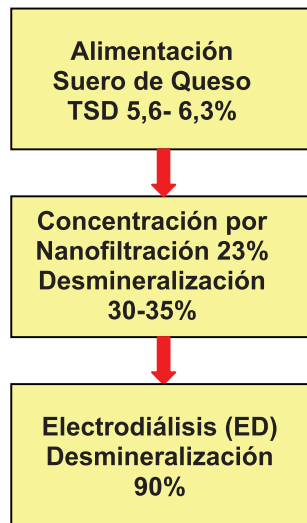 Alimentación
Suero de Queso
TSD 5,6- 6,3%
Concentración por
Nanofiltración 23%
Desmineralización
30-35%
Electrodiálisis (ED)
Desmineralización
90%